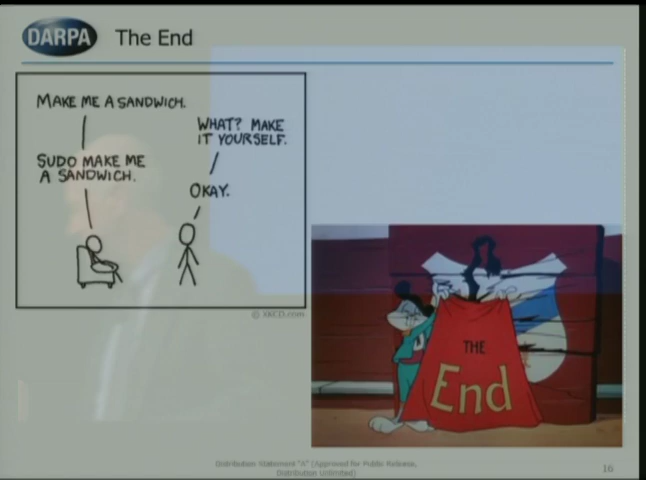 DARPA The End
MAKE ME A SANDWICH.
WHAT? MAKE
IT YOURSELF.
SUDO MAKE ME
A SANDWICH.
OKAY.
© XKCD.com
THE
End
Distribution Statement "A" (Approved for Public Release,
Distribution Unlimited)
16